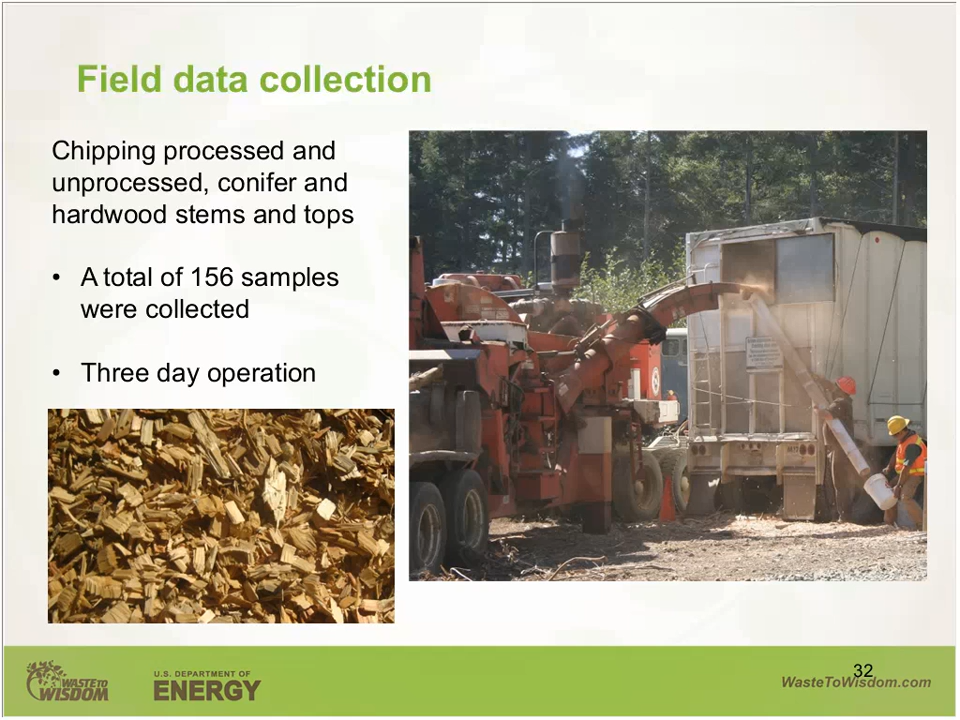 Field data collection
Chipping processed and
unprocessed, conifer and
hardwood stems and tops
• A total of 156 samples
were collected
• Three day operation
WASTE TO
WISDOM
U.S. DEPARTMENT OF
ENERGY
32
WasteToWisdom.com